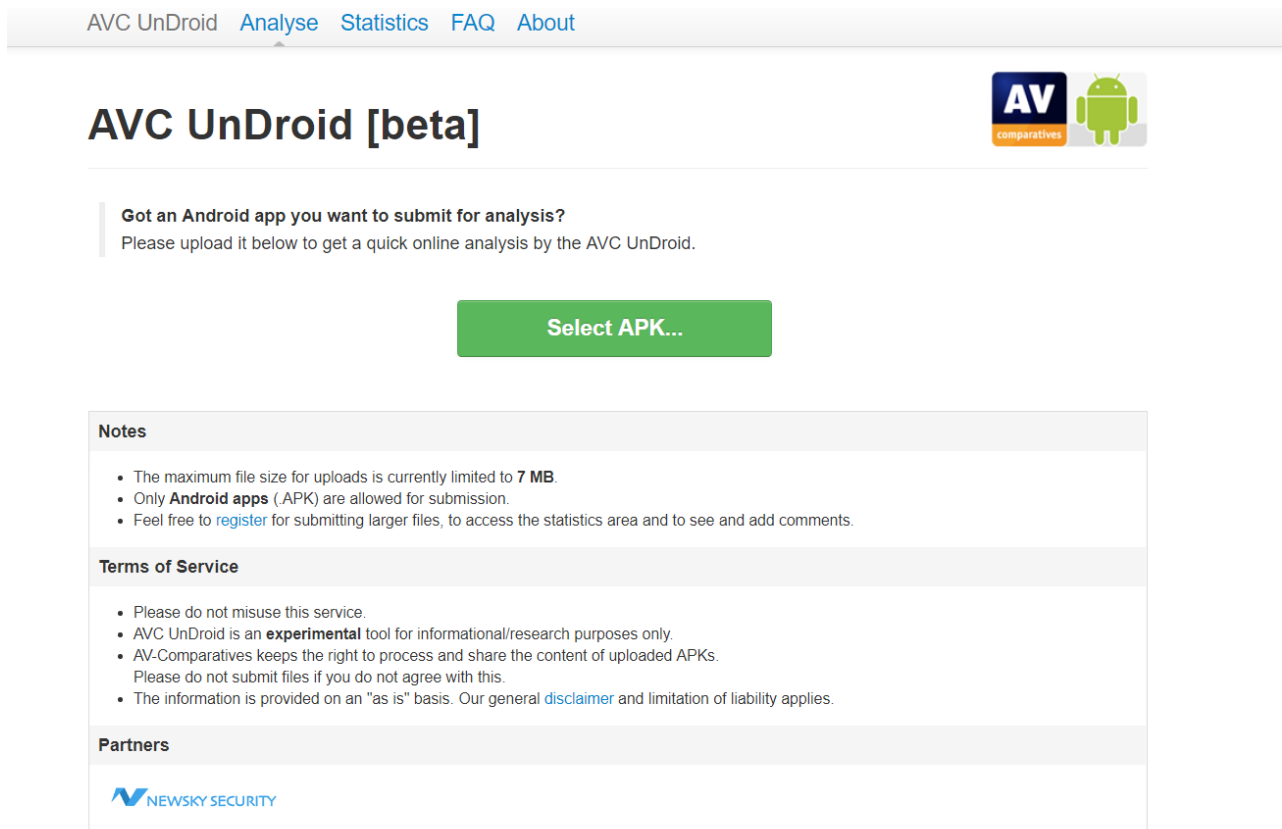 AVC UnDroid Analyse Statistics FAQ About
AV
comparatives
AVC UnDroid [beta]
Got an Android app you want to submit for analysis?
Please upload it below to get a quick online analysis by the AVC UnDroid.
Select APK...
Notes
The maximum file size for uploads is currently limited to 7 MB.
Only Android apps (.APK) are allowed for submission.
Feel free to register for submitting larger files, to access the statistics area and to see and add comments.
Terms of Service
Please do not misuse this service.
AVC UnDroid is an experimental tool for informational/research purposes only.
AV-Comparatives keeps the right to process and share the content of uploaded APKs.
Please do not submit files if you do not agree with this.
The information is provided on an "as is" basis. Our general disclaimer and limitation of liability applies.
Partners
NEWSKY SECURITY